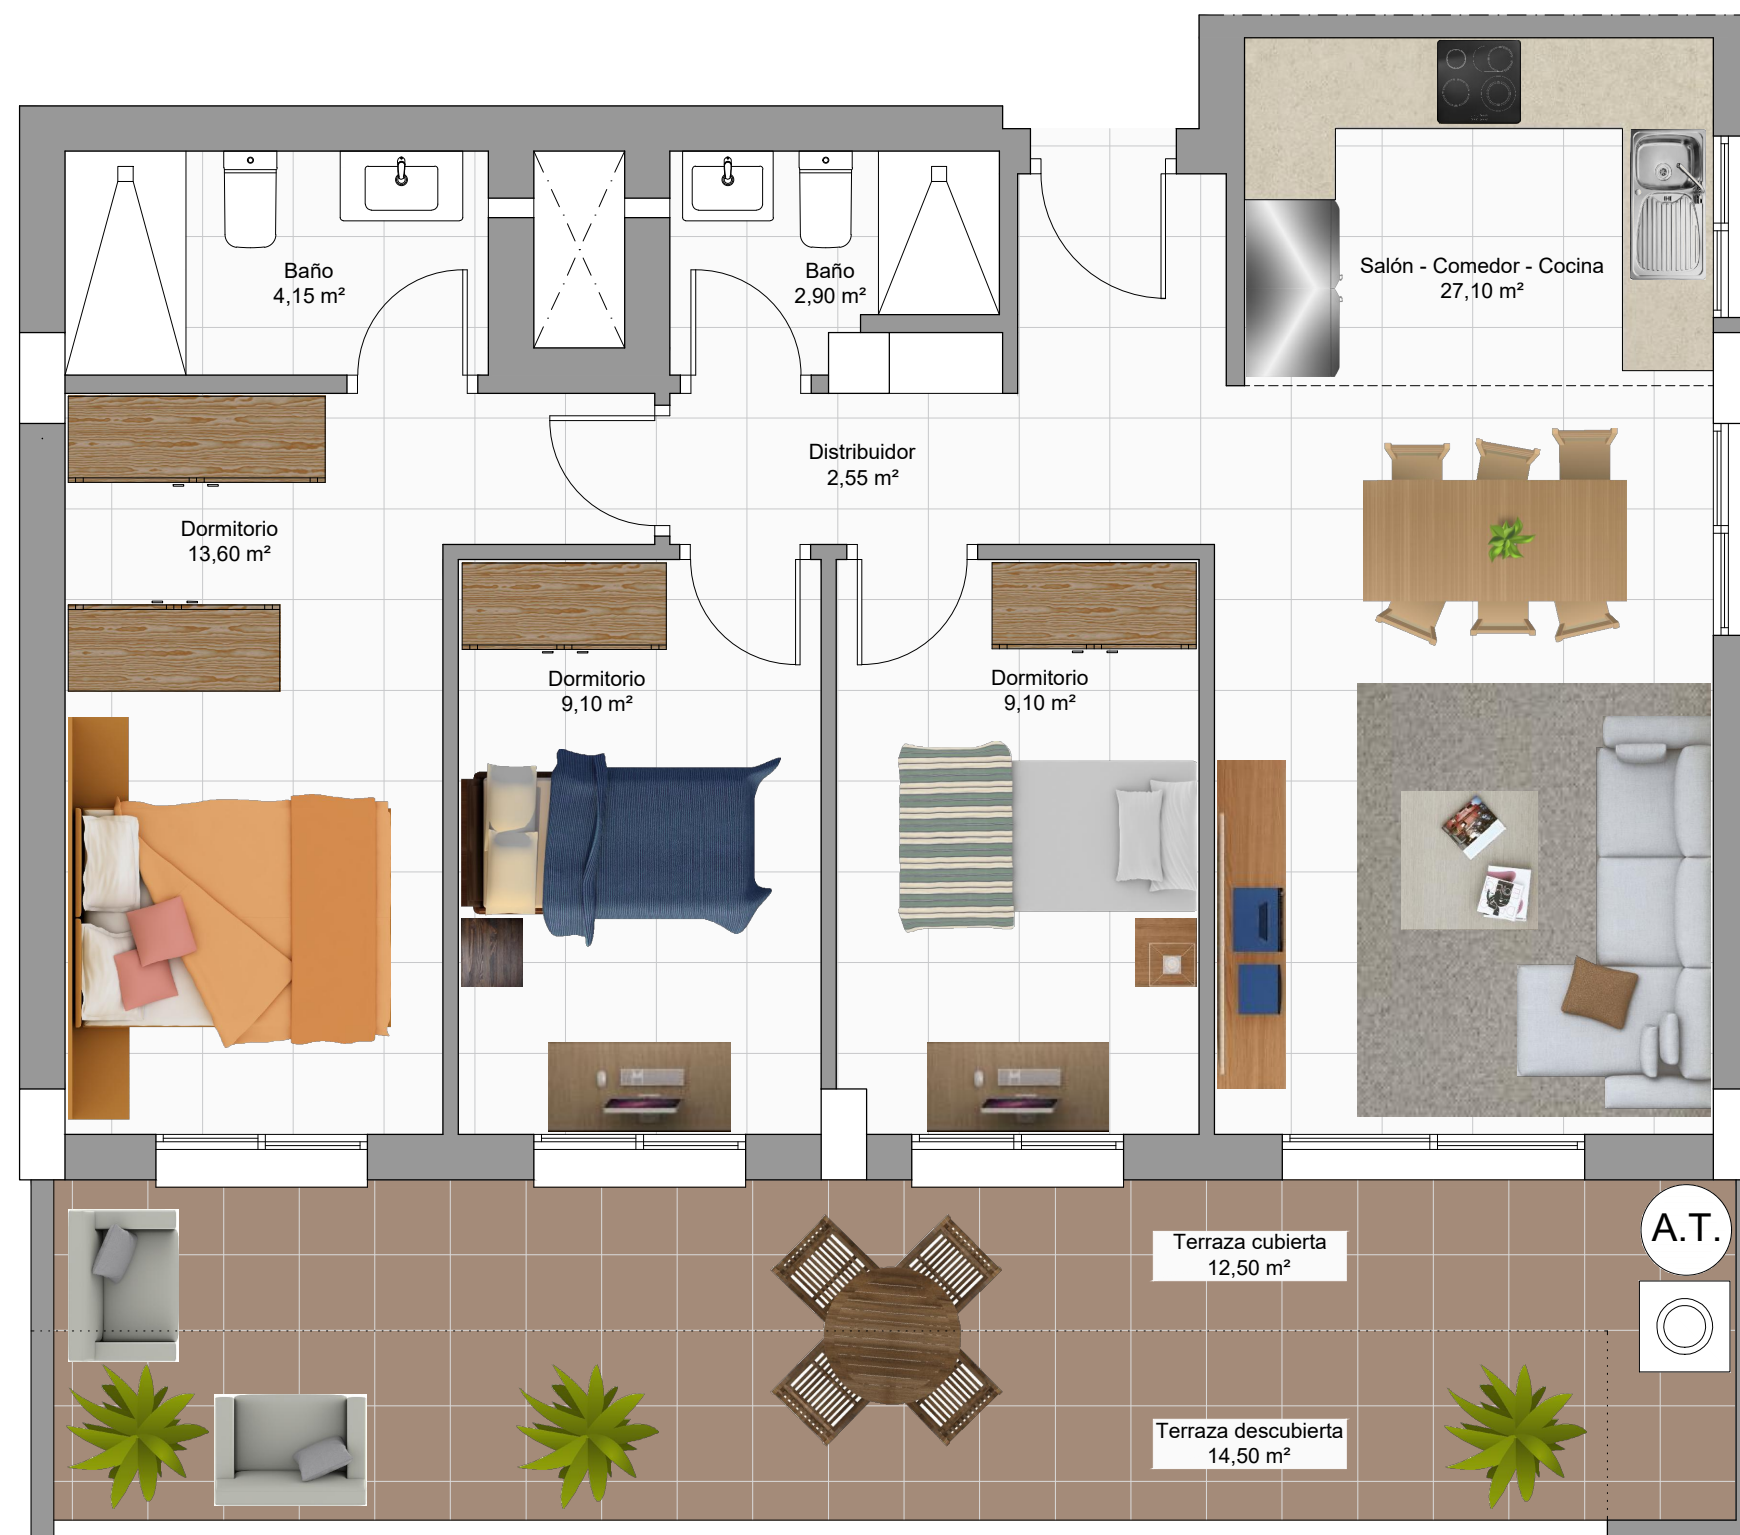 Baño
4,15 m²
Baño
2,90 m²
Salón - Comedor - Cocina
27,10 m²
Distribuidor
2,55 m²
Dormitorio
13,60 m²
Dormitorio
9,10 m²
Dormitorio
9,10 m²
Terraza cubierta
12,50 m²
A.T.
Terraza descubierta
14,50 m²